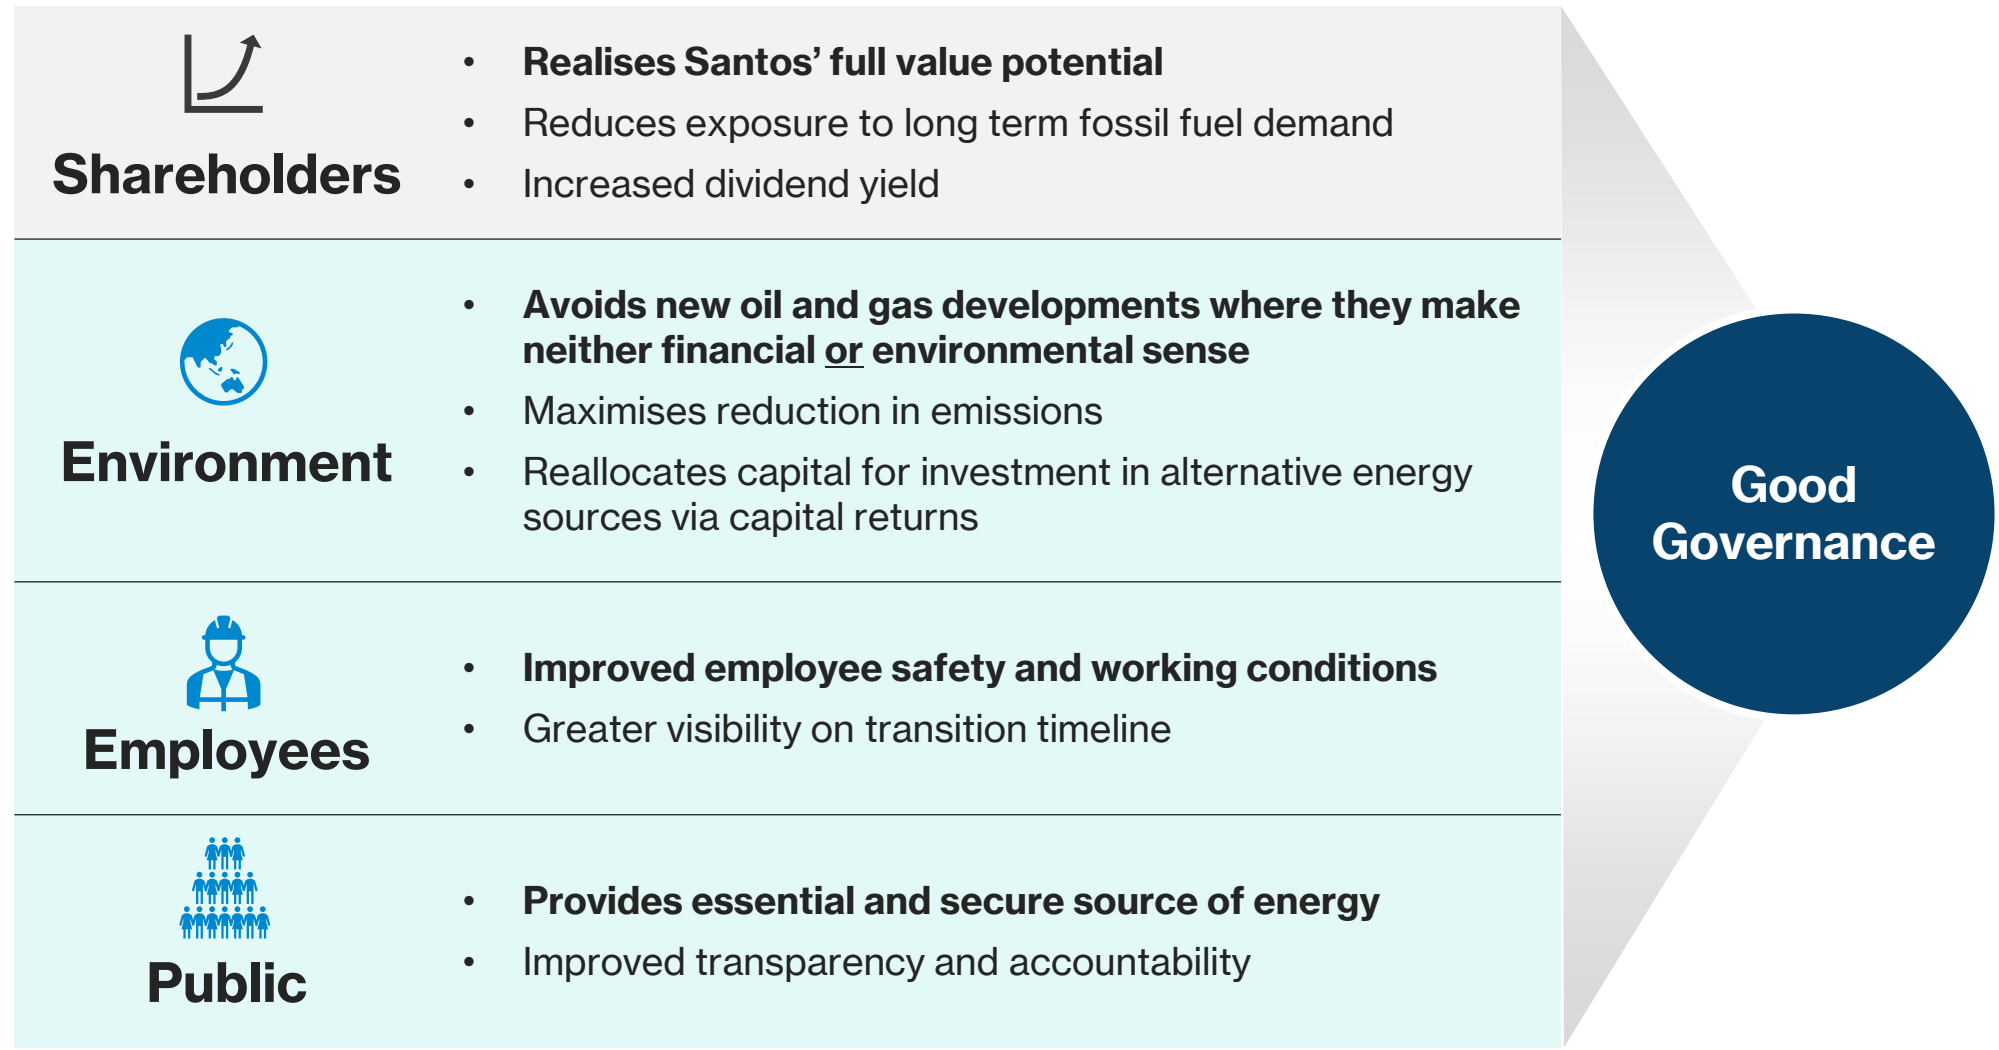 Shareholders
• Realises Santos’ full value potential
• Reduces exposure to long term fossil fuel demand
• Increased dividend yield
Environment
• Avoids new oil and gas developments where they make
neither financial or environmental sense
• Maximises reduction in emissions
• Reallocates capital for investment in alternative energy
sources via capital returns
Employees
• Improved employee safety and working conditions
• Greater visibility on transition timeline
Public
• Provides essential and secure source of energy
• Improved transparency and accountability
Good
Governance